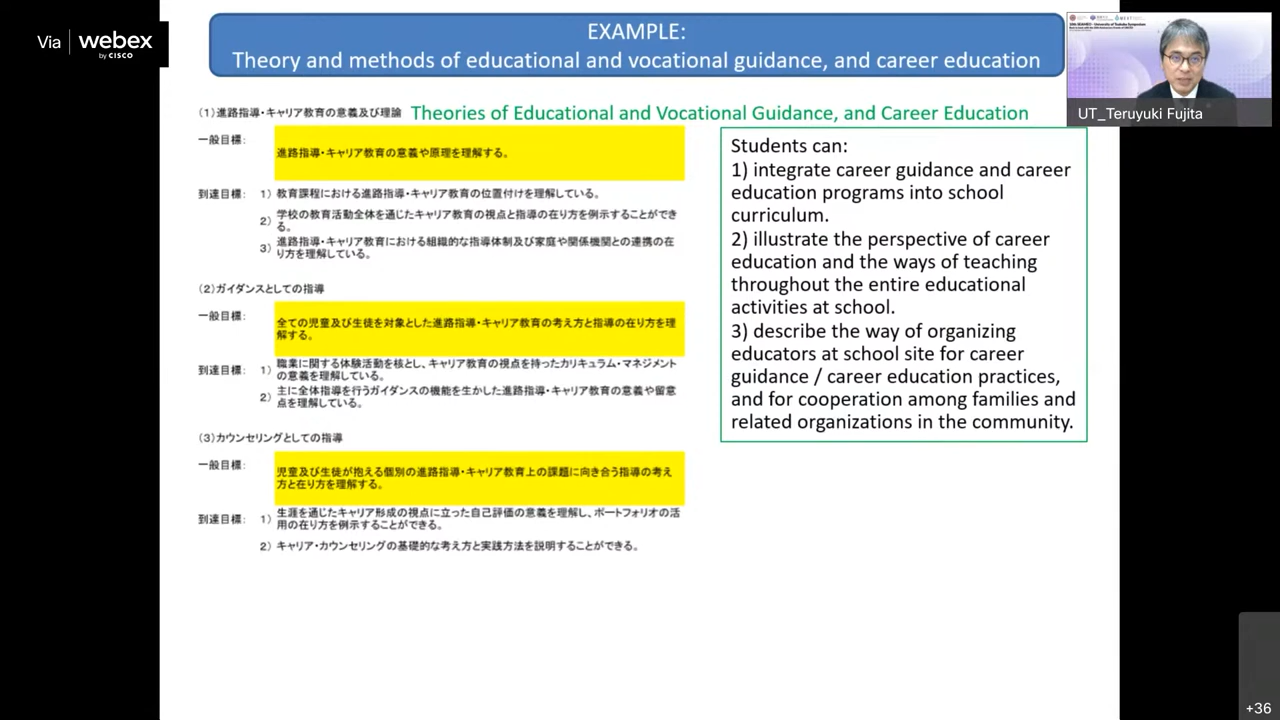 Via webex
by CISCO
EXAMPLE:
Theory and methods of educational and vocational guidance, and career education
UT_Teruyuki Fujita
(1)進路指導・キャリア教育の意義及び理論 Theories of Educational and Vocational Guidance, and Career Education
一般目標:
進路指導・キャリア教育の意義や原理を理解する。
到達目標: 1) 教育課程における進路指導・キャリア教育の位置付けを理解している。
2) 学校の教育活動全体を通じたキャリア教育の視点と指導の在り方を例示することができ
る。
3) 進路指導・キャリア教育における組織的な指導体制及び家庭や関係機関との連携の在
り方を理解している。
(2)ガイダンスとしての指導
一般目標:
全ての児童及び生徒を対象とした進路指導・キャリア教育の考え方と指導の在り方を理
解する。
到達目標: 1) 職業に関する体験活動を核とし、キャリア教育の視点を持ったカリキュラム・マネジメント
の意義を理解している。
2) 主に全体指導を行うガイダンスの機能を生かした進路指導・キャリア教育の意義や留意
点を理解している。
(3)カウンセリングとしての指導
一般目標:
児童及び生徒が抱える個別の進路指導・キャリア教育上の課題に向き合う指導の考え
方と在り方を理解する。
到達目標: 1) 生涯を通じたキャリア形成の視点に立った自己評価の意義を理解し、ポートフォリオの活
用の在り方を例示することができる。
2) キャリア・カウンセリングの基礎的な考え方と実践方法を説明することができる。
Students can:
1) integrate career guidance and career
education programs into school
curriculum.
2) illustrate the perspective of career
education and the ways of teaching
throughout the entire educational
activities at school.
3) describe the way of organizing
educators at school site for career
guidance / career education practices,
and for cooperation among families and
related organizations in the community.
+36